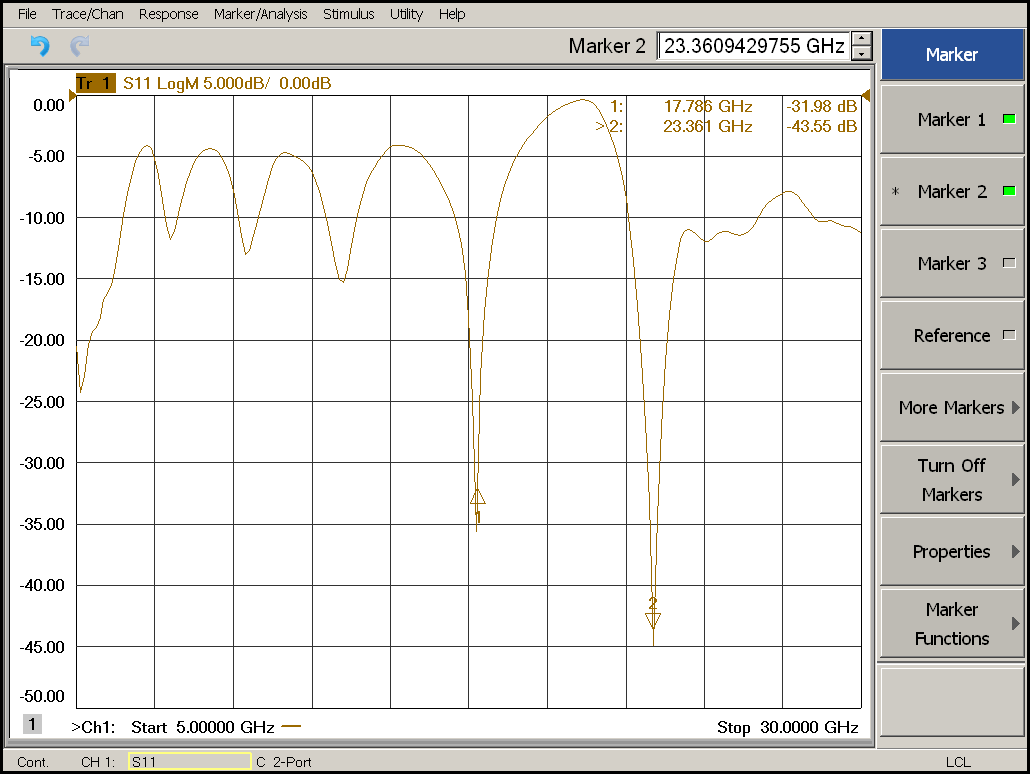 File Trace/Chan Response Marker/Analysis Stimulus Utility Help
Marker 2 23.3609429755 GHz
Tr 1 S11 LogM 5.000dB/ 0.00dB
1: 17.786 GHz -31.98 dB
>2: 23.361 GHz -43.55 dB
0.00
-5.00
-10.00
-15.00
-20.00
-25.00
-30.00
-35.00
-40.00
-45.00
-50.00
1
2
1 >Ch1: Start 5.00000 GHz Stop 30.0000 GHz
Marker
Marker 1
* Marker 2
Marker 3
Reference
More Markers
Turn Off
Markers
Properties
Marker
Functions
Cont. CH 1: S11 C 2-Port LCL